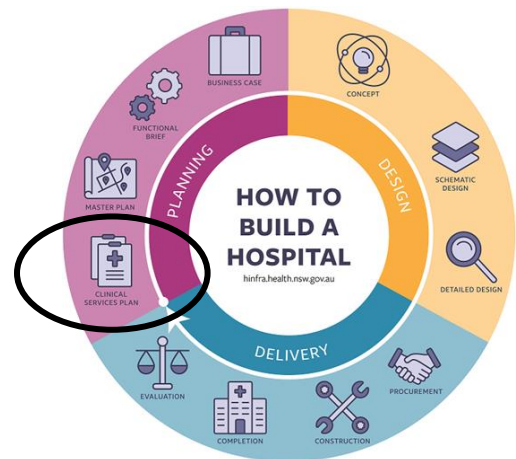 HOW TO
BUILD A
HOSPITAL
hinfra.health.nsw.gov.au
PLANNING
CLINICAL
SERVICES PLAN
MASTER PLAN
FUNCTIONAL
BRIEF
BUSINESS CASE
DESIGN
CONCEPT
SCHEMATIC
DESIGN
DETAILED DESIGN
DELIVERY
PROCUREMENT
CONSTRUCTION
COMPLETION
EVALUATION